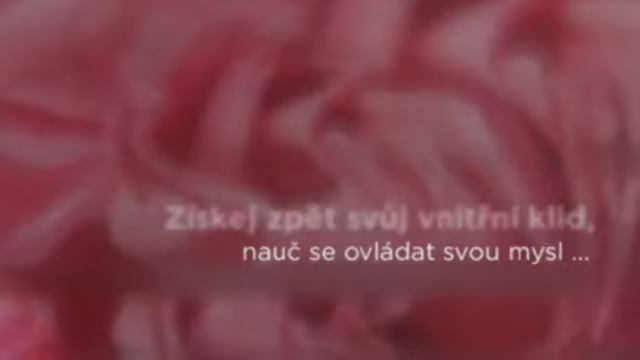 Získej zpět svůj vnitřní klid,
nauč se ovládat svou mysl ...